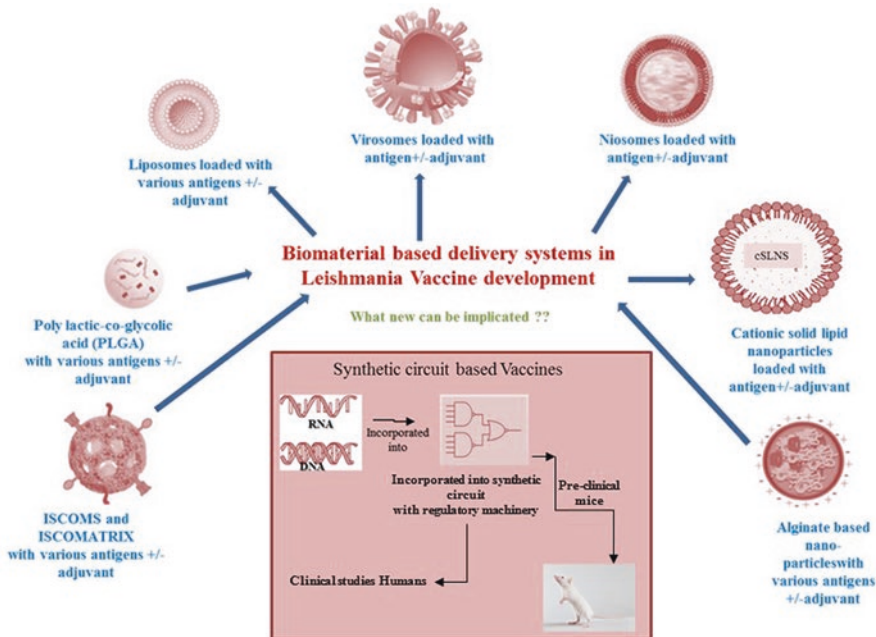 Virosomes loaded with
antigen+/-adjuvant
Niosomes loaded with
antigen+/-adjuvant
Liposomes loaded with
various antigens +/-
adjuvant
Biomaterial based delivery systems in
Leishmania Vaccine development
What new can be implicated ??
cSLNS
Cationic solid lipid
nanoparticles
loaded with
antigen+/-adjuvant
Poly lactic-co-glycolic
acid (PLGA)
with various antigens +/-
adjuvant
ISCOMS and
ISCOMATRIX
with various antigens +/-
adjuvant
Synthetic circuit based Vaccines
RNA
DNA
Incorporated
into
Incorporated into synthetic
circuit
with regulatory machinery
Pre-clinical
mice
Clinical studies Humans
Alginate based
nano-
particleswith
various antigens
+/-adjuvant